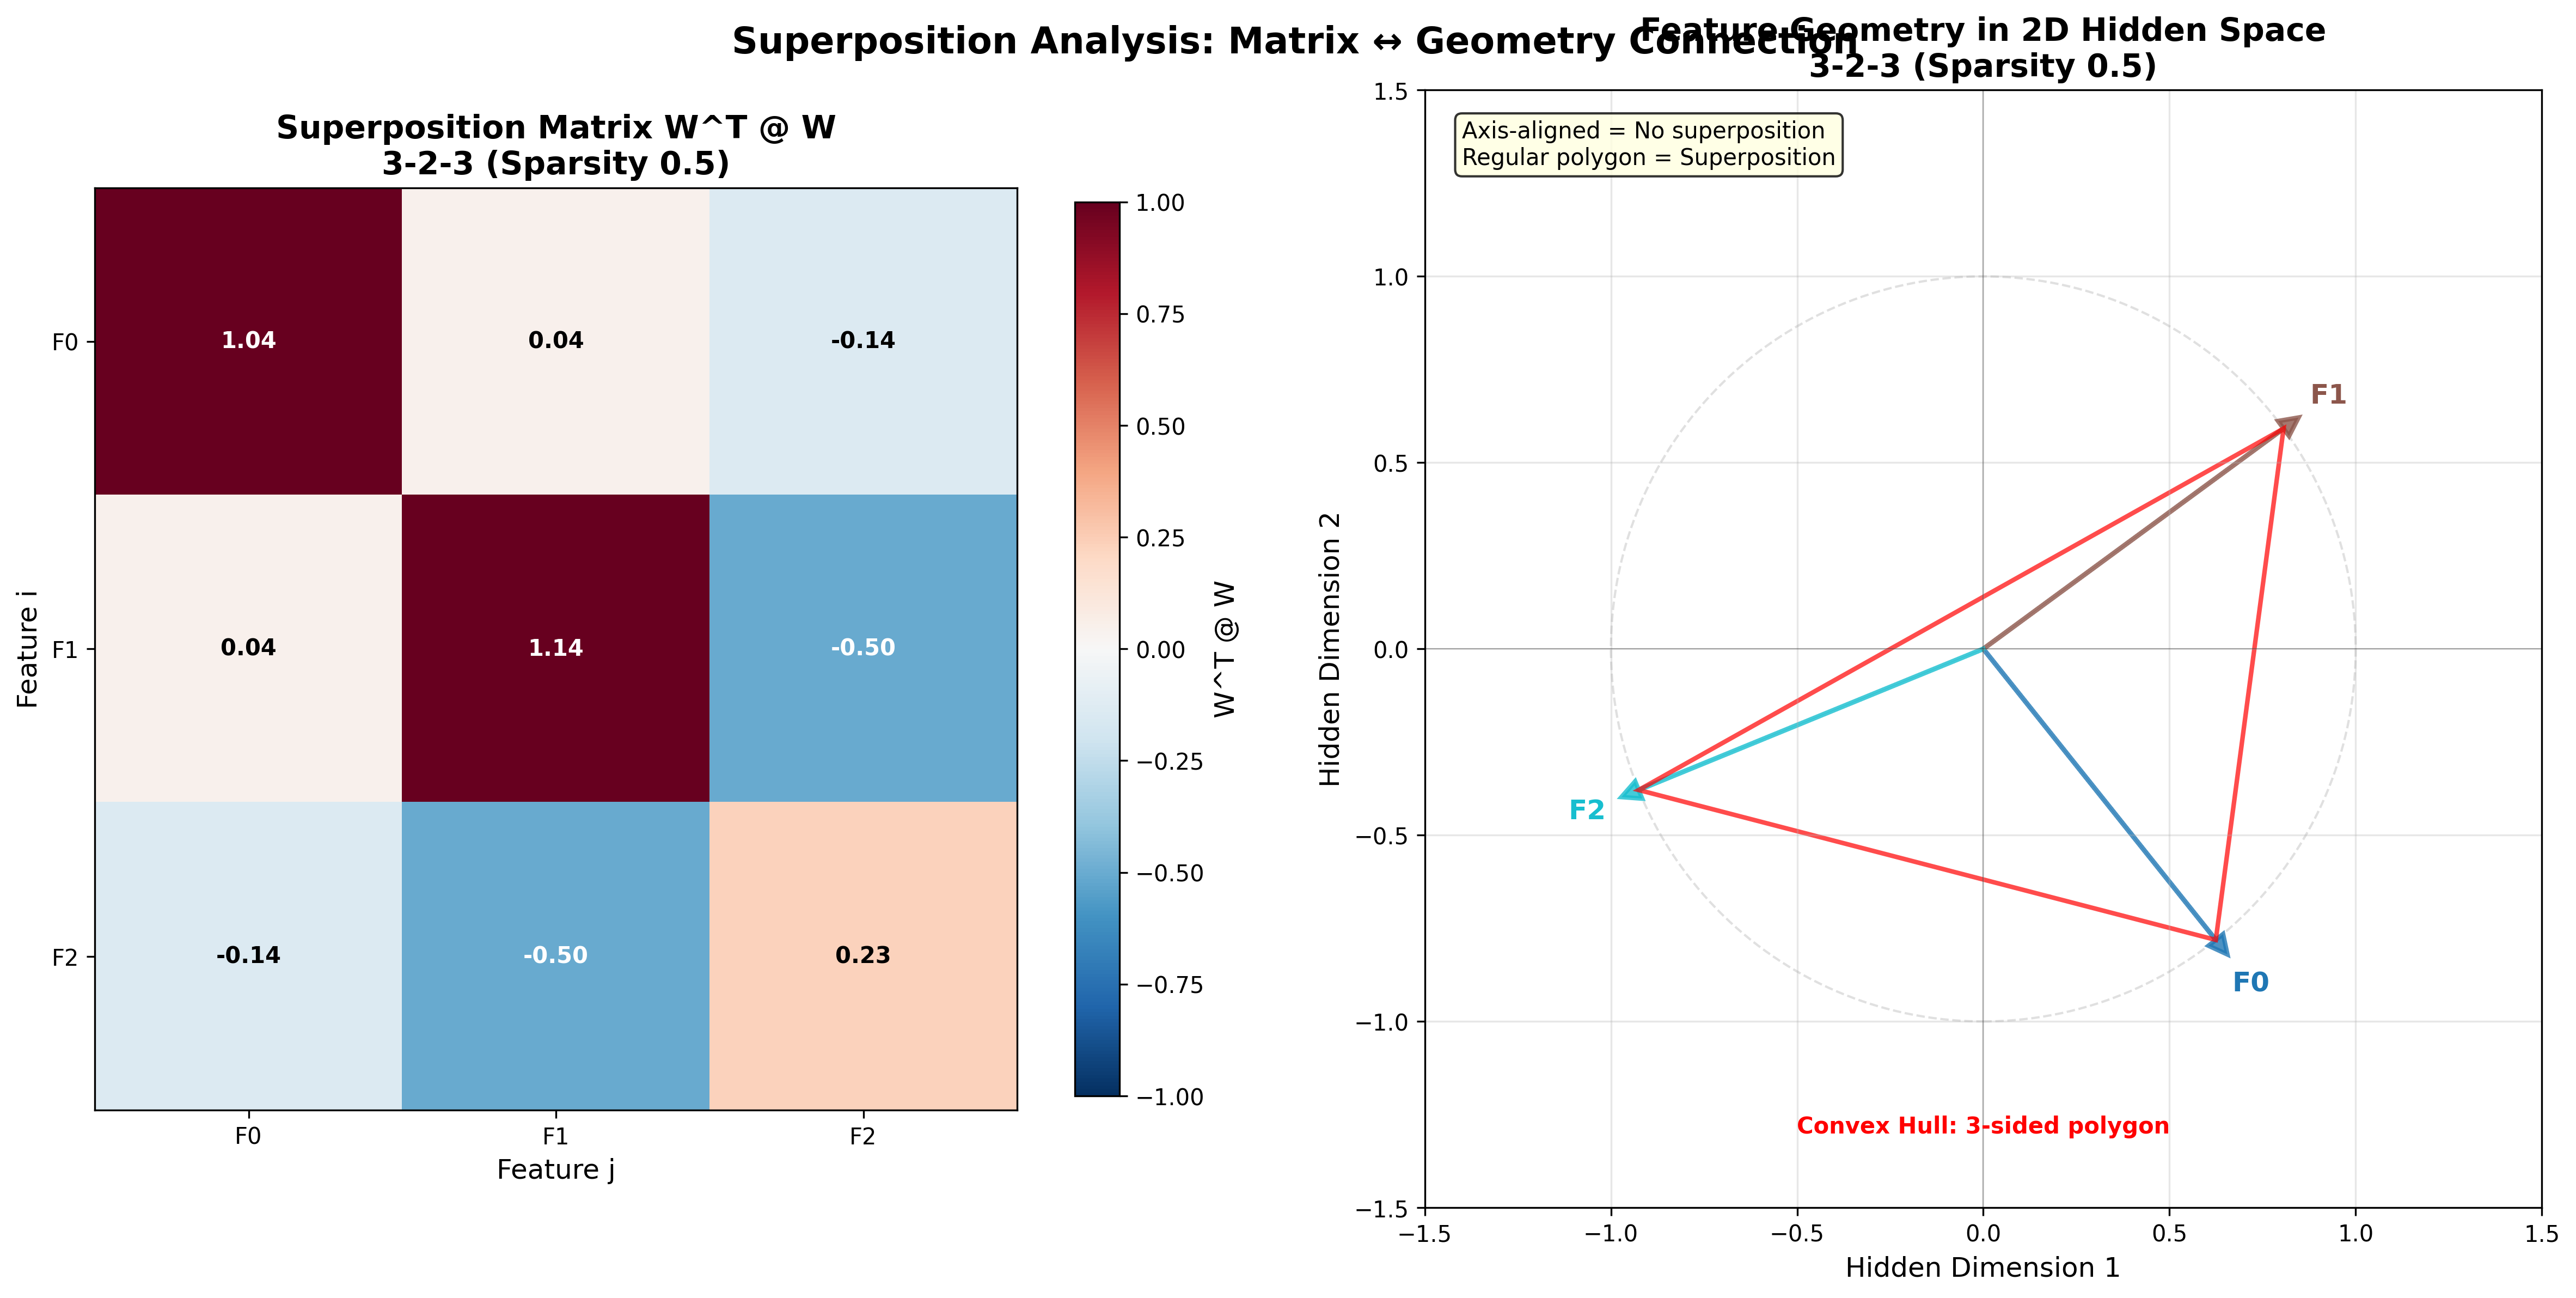 Superposition Analysis: Matrix ↔ Geometry Connection
Superposition Matrix W^T @ W
3-2-3 (Sparsity 0.5)
F0
F1
F2
Feature i
1.04
0.04
-0.14
0.04
1.14
-0.50
-0.14
-0.50
0.23
F0
F1
F2
Feature j
1.00
0.75
0.50
0.25
0.00
−0.25
−0.50
−0.75
−1.00
W^T @ W
Feature Geometry in 2D Hidden Space
3-2-3 (Sparsity 0.5)
Axis-aligned = No superposition
Regular polygon = Superposition
1.5
1.0
0.5
0.0
−0.5
−1.0
−1.5
Hidden Dimension 2
F1
F2
F0
Convex Hull: 3-sided polygon
−1.5
−1.0
−0.5
0.0
0.5
1.0
1.5
Hidden Dimension 1